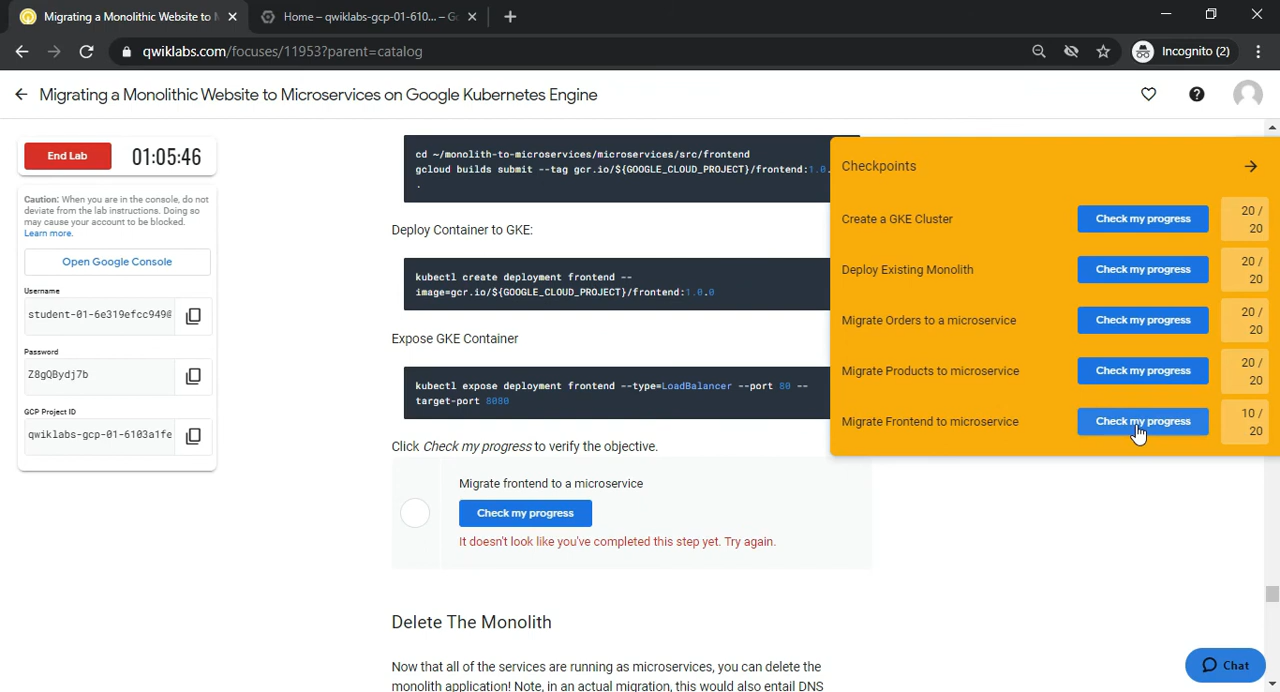 Migrating a Monolithic Website to M
Home – qwiklabs-gcp-01-610... – Go
qwiklabs.com/focuses/11953?parent=catalog
Incognito (2)
Migrating a Monolithic Website to Microservices on Google Kubernetes Engine
End Lab
01:05:46
Caution: When you are in the console, do not
deviate from the lab instructions. Doing so
may cause your account to be blocked.
Learn more.
Open Google Console
Username
student-01-6e319efcc949@
Password
Z8gQBydj7b
GCP Project ID
qwiklabs-gcp-01-6103a1fe
cd ~/monolith-to-microservices/microservices/src/frontend
gcloud builds submit --tag gcr.io/${GOOGLE_CLOUD_PROJECT}/frontend:1.0.
.
Deploy Container to GKE:
kubectl create deployment frontend --
image=gcr.io/${GOOGLE_CLOUD_PROJECT}/frontend:1.0.0
Expose GKE Container
kubectl expose deployment frontend --type=LoadBalancer --port 80 --
target-port 8080
Click Check my progress to verify the objective.
Migrate frontend to a microservice
Check my progress
It doesn't look like you've completed this step yet. Try again.
Delete The Monolith
Now that all of the services are running as microservices, you can delete the
monolith application! Note, in an actual migration, this would also entail DNS
Checkpoints
Create a GKE Cluster
Check my progress
20 /
20
Deploy Existing Monolith
Check my progress
20 /
20
Migrate Orders to a microservice
Check my progress
20 /
20
Migrate Products to microservice
Check my progress
20 /
20
Migrate Frontend to microservice
Check my progress
10 /
20
Chat